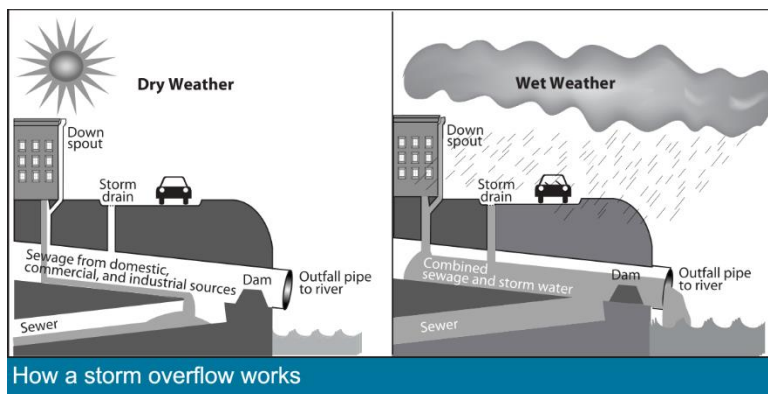 Dry Weather
Down
spout
Storm
drain
Sewage from domestic,
commercial, and industrial sources
Dam
Outfall pipe
to river
Sewer
Wet Weather
Down
spout
Storm
drain
Combined
sewage and storm water
Dam
Outfall pipe
to river
Sewer
How a storm overflow works